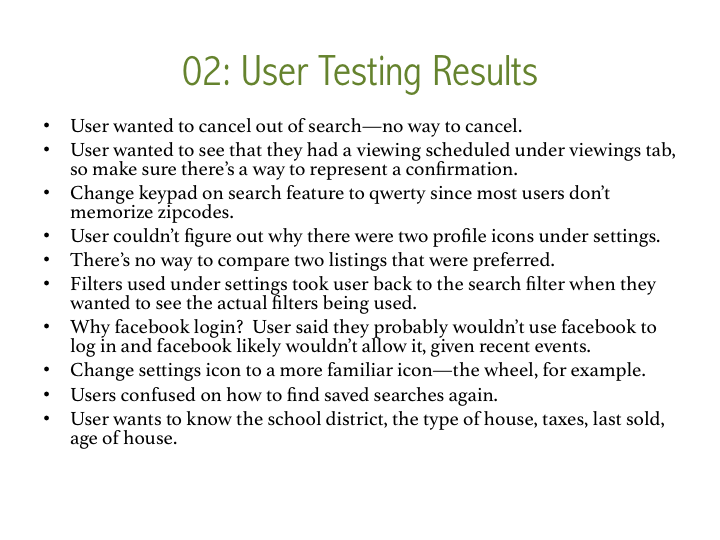 02: User Testing Results
• User wanted to cancel out of search—no way to cancel.
• User wanted to see that they had a viewing scheduled under viewings tab,
so make sure there’s a way to represent a confirmation.
• Change keypad on search feature to qwerty since most users don’t
memorize zipcodes.
• User couldn’t figure out why there were two profile icons under settings.
• There’s no way to compare two listings that were preferred.
• Filters used under settings took user back to the search filter when they
wanted to see the actual filters being used.
• Why facebook login?  User said they probably wouldn’t use facebook to
log in and facebook likely wouldn’t allow it, given recent events.
• Change settings icon to a more familiar icon—the wheel, for example.
• Users confused on how to find saved searches again.
• User wants to know the school district, the type of house, taxes, last sold,
age of house.